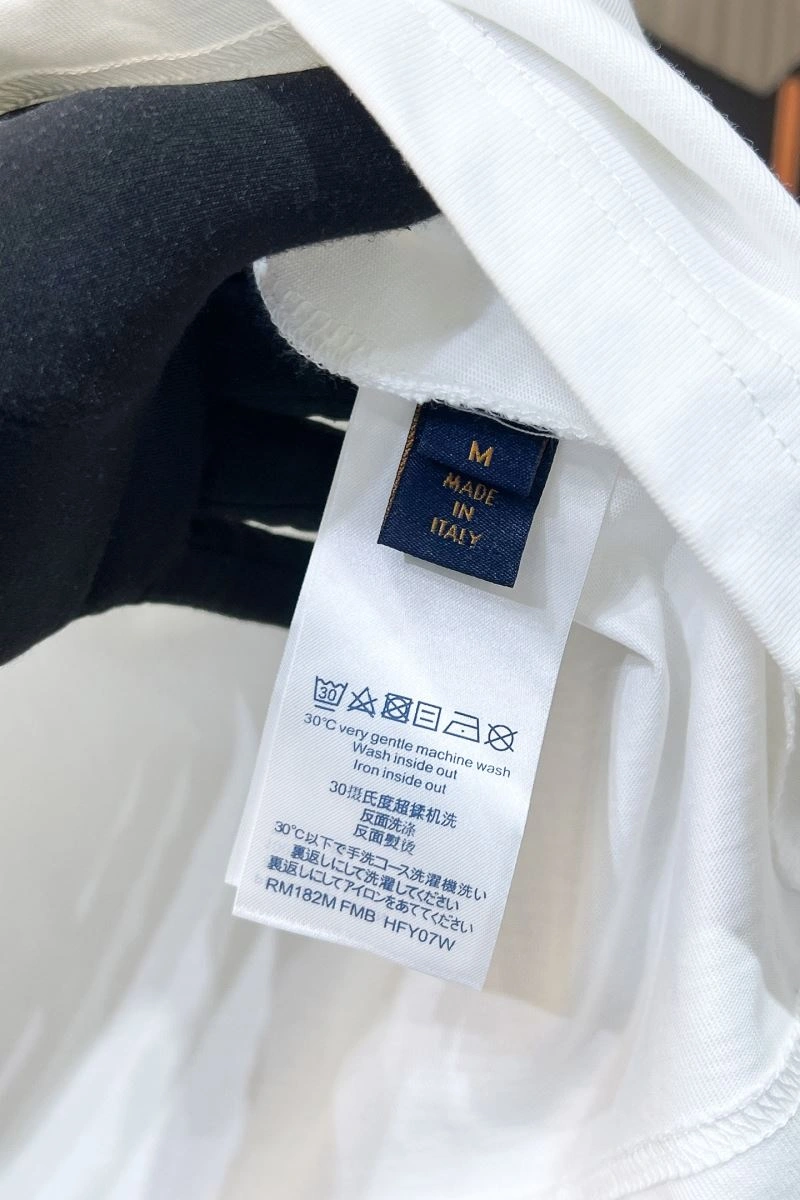 M
MADE
IN
ITALY
30
30°C very gentle machine wash
Wash inside out
Iron inside out
30摄氏度超揉机洗
反面洗涤
反面熨烫
30°C以下で手洗コース洗濯機洗い
裏返しにして洗濯してください
裏返しにしてアイロンをあててください
RM182M FMB HFY07W